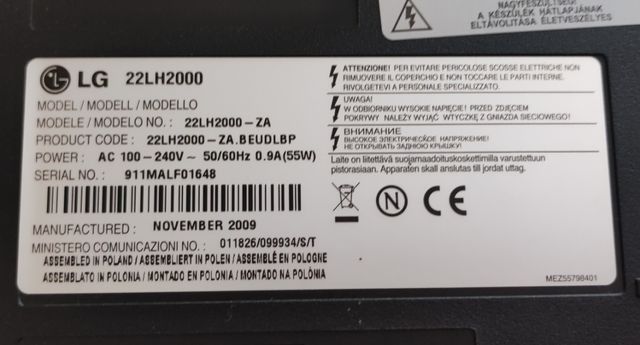 NAGYFESZÜLTSÉG!
A KÉSZÜLÉK HÁTLAPJÁNAK
ELTÁVOLÍTÁSA ÉLETVESZÉLYES
LG 22LH2000
MODEL / MODELL / MODELLO
MODELE / MODELO NO. : 22LH2000-ZA
PRODUCT CODE : 22LH2000-ZA.BEUDLBP
POWER : AC 100-240V~ 50/60Hz 0.9A(55W)
SERIAL NO. : 911MALF01648
MANUFACTURED : NOVEMBER 2009
MINISTERO COMUNICAZIONI NO. : 011826/099934/S/T
ASSEMBLED IN POLAND / ASSEMBLIERT IN POLEN / ASSEMBLÉ EN POLOGNE
ASSEMBLATO IN POLONIA / MONTADO EN POLONIA / MONTADO NA POLÓNIA
ATTENZIONE! PER EVITARE PERICOLOSE SCOSSE ELETTRICHE NON
RIMUOVERE IL COPERCHIO E NON TOCCARE LE PARTI INTERNE.
RIVOLGETEVI A PERSONALE SPECIALIZZATO.
UWAGA!
W ODBIORNIKU WYSOKIE NAPIĘCIE! PRZED ZDJĘCIEM
POKRYWY NALEŻY WYJĄĆ WTYCZKĘ Z GNIAZDA SIECIOWEGO!
ВНИМАНИЕ
ВЫСОКОЕ ЭЛЕКТРИЧЕСКОЕ НАПРЯЖЕНИЕ!
НЕ ОТКРЫВАТЬ ЗАДНЮЮ КРЫШКУ!
Laite on liitettävä suojamaadoituskoskettimilla varustettuun
pistorasiaan. Apparaten skall anslutas till jordat uttag.
N CE
MEZ55798401